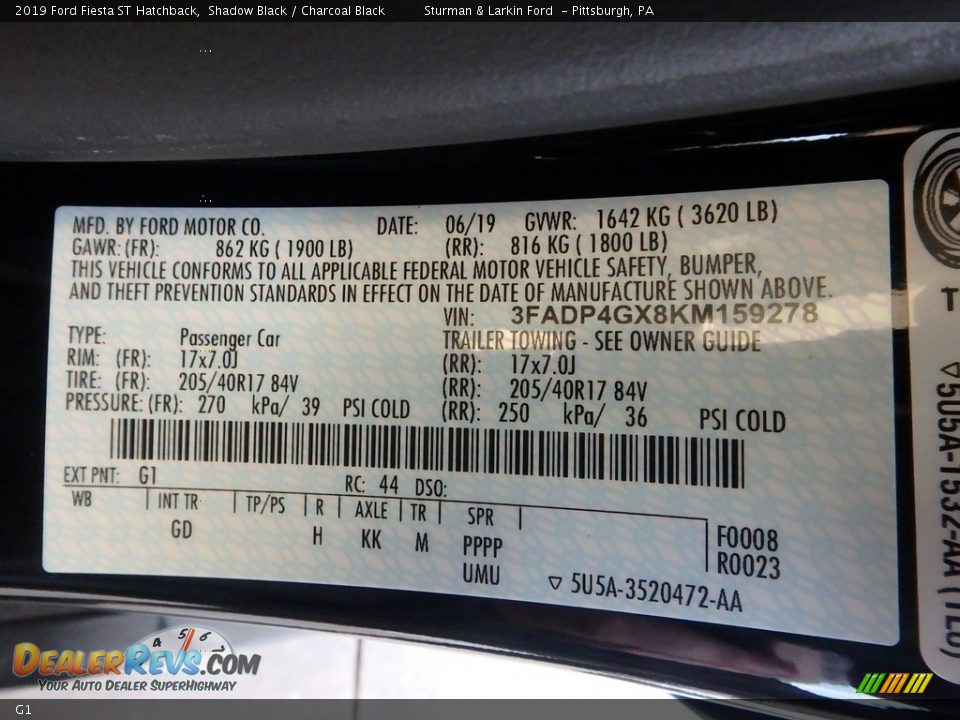 2019 Ford Fiesta ST Hatchback, Shadow Black / Charcoal Black Sturman & Larkin Ford - Pittsburgh, PA
MFD. BY FORD MOTOR CO. DATE: 06/19 GVWR: 1642 KG ( 3620 LB)
GAWR: (FR): 862 KG ( 1900 LB) (RR): 816 KG ( 1800 LB)
THIS VEHICLE CONFORMS TO ALL APPLICABLE FEDERAL MOTOR VEHICLE SAFETY, BUMPER,
AND THEFT PREVENTION STANDARDS IN EFFECT ON THE DATE OF MANUFACTURE SHOWN ABOVE.
VIN: 3FADP4GX8KM159278
TYPE: Passenger Car TRAILER TOWING - SEE OWNER GUIDE
RIM: (FR): 17x7.0J (RR): 17x7.0J
TIRE: (FR): 205/40R17 84V (RR): 205/40R17 84V
PRESSURE: (FR): 270 kPa/ 39 PSI COLD (RR): 250 kPa/ 36 PSI COLD
EXT PNT: G1 RC: 44 DSO:
WB INT TR TP/PS R AXLE TR SPR
GD H KK M PPPP F0008
UMU R0023
▽ 5U5A-3520472-AA
T
▽5U5A-1532-AA (TL0)
DEALERREVS.COM
YOUR AUTO DEALER SUPERHIGHWAY
4 5 6
G1